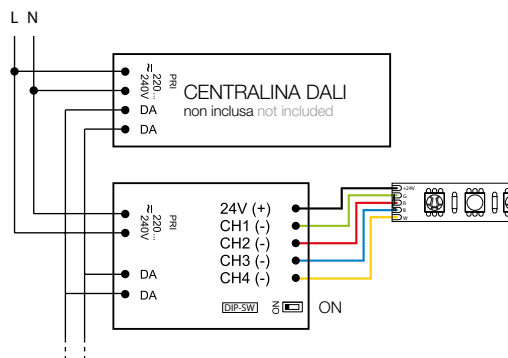 L N
PRI
≂ 220... 240V
DA
DA
CENTRALINA DALI
non inclusa not included
PRI
≂ 220... 240V
DA
DA
24V (+)
CH1 (-)
CH2 (-)
CH3 (-)
CH4 (-)
DIP-SW
ON
ON
+24V
G
R
B
W